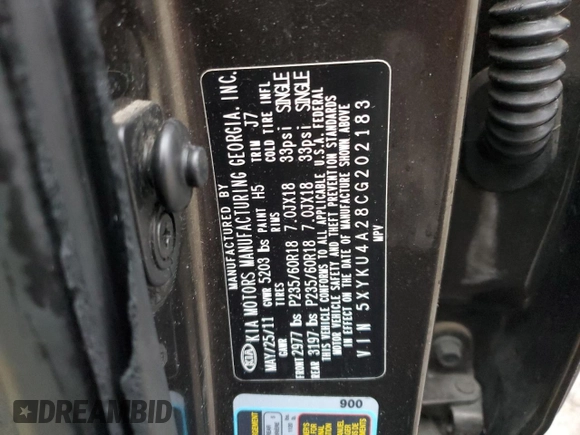 MANUFACTURED BY
KIA KIA MOTORS MANUFACTURING GEORGIA, INC.
MAY/25/11 GVWR 5203 lbs PAINT H5 TRIM J7
GAWR TIRES RIMS COLD TIRE INFL
FRONT 2977 lbs P235/60R18 7.0JX18 33psi SINGLE
REAR 3197 lbs P235/60R18 7.0JX18 33psi SINGLE
THIS VEHICLE CONFORMS TO ALL APPLICABLE U.S.A. FEDERAL
MOTOR VEHICLE SAFETY AND THEFT PREVENTION STANDARDS
EFFECT ON THE DATE OF MANUFACTURE SHOWN ABOVE
VIN 5XYKU4A28CG202183
MPV
900
DREAMBID